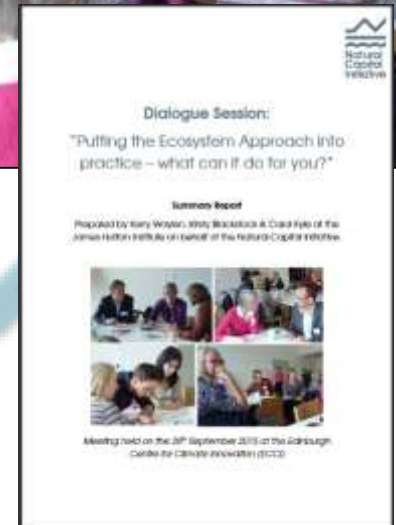 Natural
Capital
Initiative
Dialogue Session:
"Putting the Ecosystem Approach into
practice – what can it do for you?"
Summary Report
Prepared by Kerry Waylen, Kirsty Blackstock & Carol Kyle at the
James Hutton Institute on behalf of the Natural Capital Initiative
Meeting held on the September 2015 at the Edinburgh
Centre for Climate Innovation (ECCI)